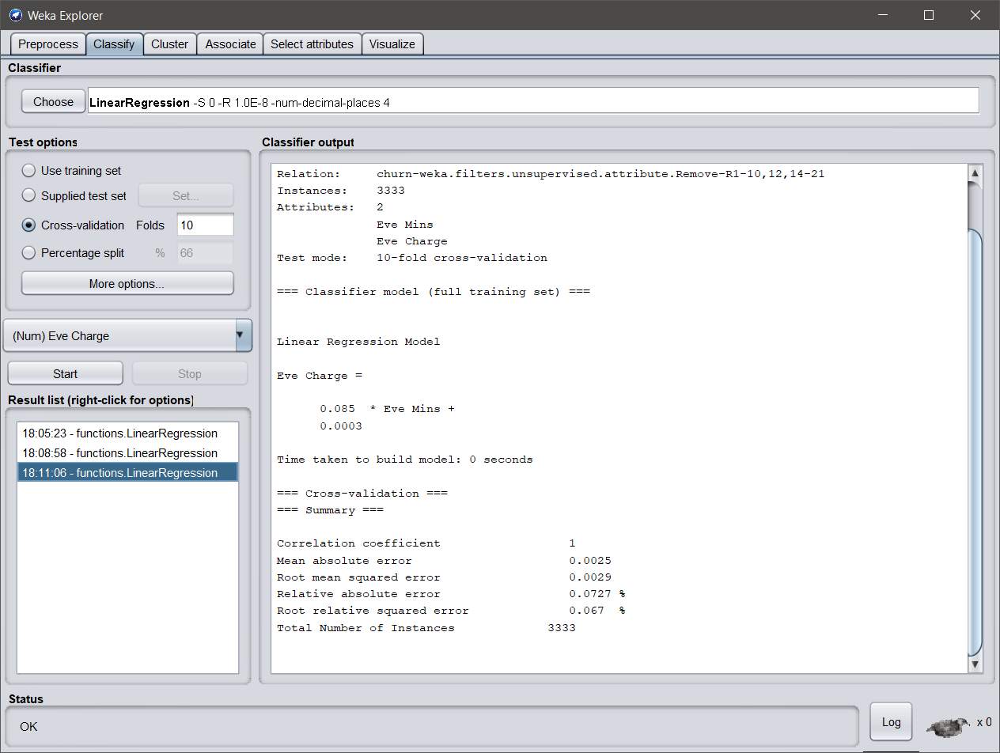 Weka Explorer
Preprocess Classify Cluster Associate Select attributes Visualize
Classifier
Choose LinearRegression -S 0 -R 1.0E-8 -num-decimal-places 4
Test options
Use training set
Supplied test set Set...
Cross-validation Folds 10
Percentage split % 66
More options...
(Num) Eve Charge
Start Stop
Result list (right-click for options)
18:05:23 - functions.LinearRegression
18:08:58 - functions.LinearRegression
18:11:06 - functions.LinearRegression
Classifier output
Relation: churn-weka.filters.unsupervised.attribute.Remove-R1-10,12,14-21
Instances: 3333
Attributes: 2
Eve Mins
Eve Charge
Test mode: 10-fold cross-validation
=== Classifier model (full training set) ===
Linear Regression Model
Eve Charge =
0.085 * Eve Mins +
0.0003
Time taken to build model: 0 seconds
=== Cross-validation ===
=== Summary ===
Correlation coefficient 1
Mean absolute error 0.0025
Root mean squared error 0.0029
Relative absolute error 0.0727 %
Root relative squared error 0.067 %
Total Number of Instances 3333
Status
OK
Log x 0